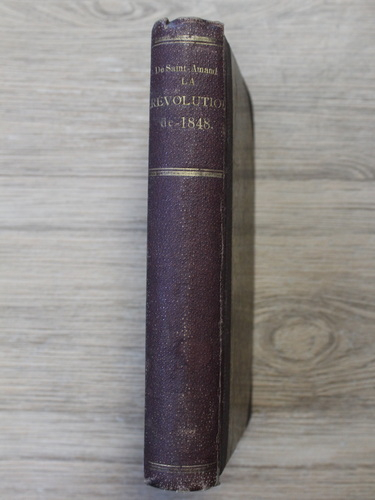 De Saint-Amand
LA
REVOLUTION
de 1848.